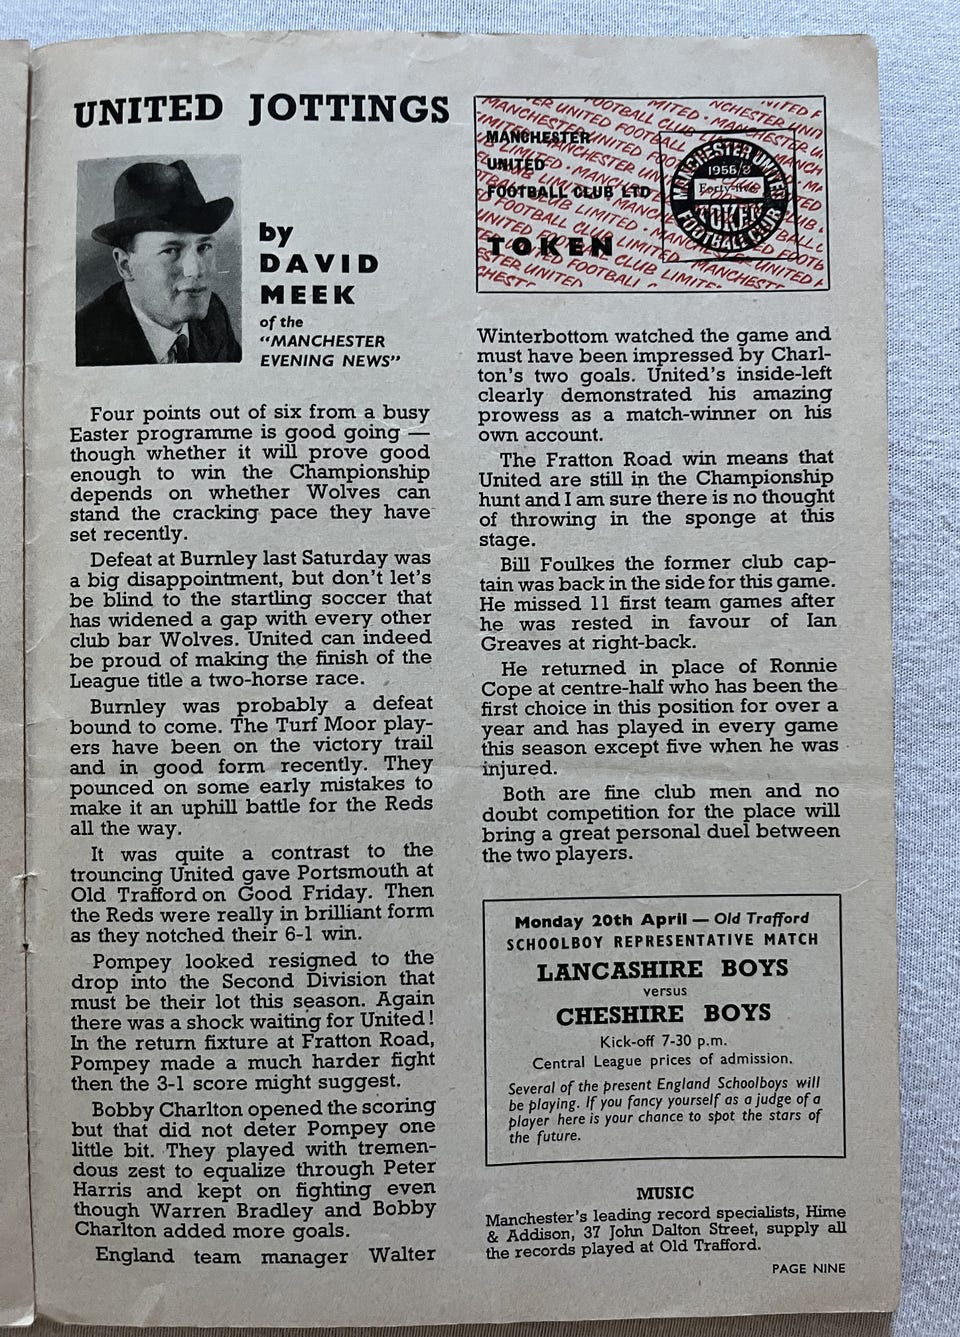 UNITED JOTTINGS
by
DAVID
MEEK
of the
“MANCHESTER
EVENING NEWS”
Four points out of six from a busy
Easter programme is good going —
though whether it will prove good
enough to win the Championship
depends on whether Wolves can
stand the cracking pace they have
set recently.
Defeat at Burnley last Saturday was
a big disappointment, but don't let's
be blind to the startling soccer that
has widened a gap with every other
club bar Wolves. United can indeed
be proud of making the finish of the
League title a two-horse race.
Burnley was probably a defeat
bound to come. The Turf Moor play-
ers have been on the victory trail
and in good form recently. They
pounced on some early mistakes to
make it an uphill battle for the Reds
all the way.
It was quite a contrast to the
trouncing United gave Portsmouth at
Old Trafford on Good Friday. Then
the Reds were really in brilliant form
as they notched their 6-1 win.
Pompey looked resigned to the
drop into the Second Division that
must be their lot this season. Again
there was a shock waiting for United!
In the return fixture at Fratton Road,
Pompey made a much harder fight
then the 3-1 score might suggest.
Bobby Charlton opened the scoring
but that did not deter Pompey one
little bit. They played with tremen-
dous zest to equalize through Peter
Harris and kept on fighting even
though Warren Bradley and Bobby
Charlton added more goals.
England team manager Walter
MANCHESTER
UNITED
FOOTBALL CLUB LTD
TOKEN
MANCHESTER UNITED
Forty-five
TOKEN
FOOTBALL CLUB
Winterbottom watched the game and
must have been impressed by Charl-
ton's two goals. United's inside-left
clearly demonstrated his amazing
prowess as a match-winner on his
own account.
The Fratton Road win means that
United are still in the Championship
hunt and I am sure there is no thought
of throwing in the sponge at this
stage.
Bill Foulkes the former club cap-
tain was back in the side for this game.
He missed 11 first team games after
he was rested in favour of Ian
Greaves at right-back.
He returned in place of Ronnie
Cope at centre-half who has been the
first choice in this position for over a
year and has played in every game
this season except five when he was
injured.
Both are fine club men and no
doubt competition for the place will
bring a great personal duel between
the two players.
Monday 20th April — Old Trafford
SCHOOLBOY REPRESENTATIVE MATCH
LANCASHIRE BOYS
versus
CHESHIRE BOYS
Kick-off 7-30 p.m.
Central League prices of admission.
Several of the present England Schoolboys will
be playing. If you fancy yourself as a judge of a
player here is your chance to spot the stars of
the future.
MUSIC
Manchester's leading record specialists, Hime
& Addison, 37 John Dalton Street, supply all
the records played at Old Trafford.
PAGE NINE